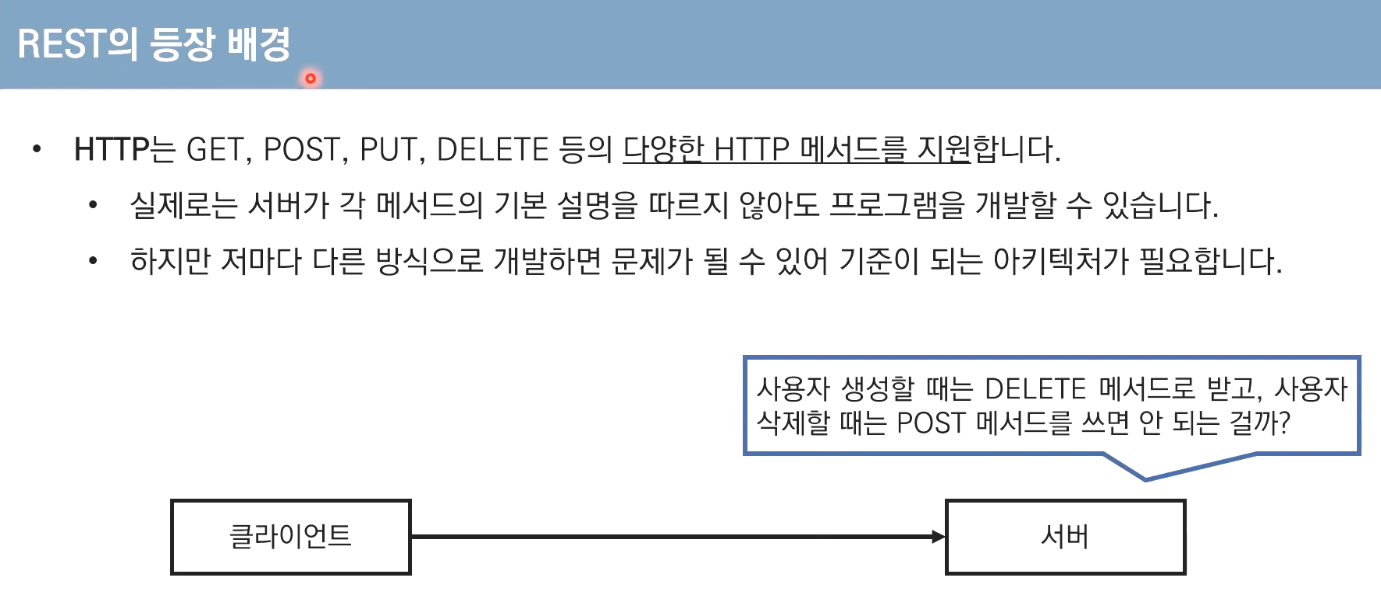 REST의 등장 배경
• HTTP는 GET, POST, PUT, DELETE 등의 다양한 HTTP 메서드를 지원합니다.
• 실제로는 서버가 각 메서드의 기본 설명을 따르지 않아도 프로그램을 개발할 수 있습니다.
• 하지만 저마다 다른 방식으로 개발하면 문제가 될 수 있어 기준이 되는 아키텍처가 필요합니다.
사용자 생성할 때는 DELETE 메서드로 받고, 사용자
삭제할 때는 POST 메서드를 쓰면 안 되는 걸까?
클라이언트
서버